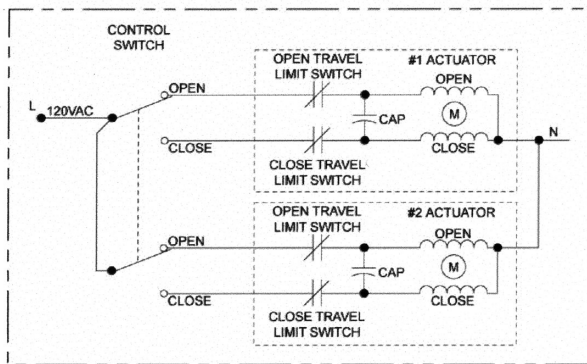 CONTROL
SWITCH
OPEN TRAVEL
LIMIT SWITCH
#1 ACTUATOR
OPEN
OPEN
L
120VAC
CAP
M
N
CLOSE
CLOSE
CLOSE TRAVEL
LIMIT SWITCH
OPEN TRAVEL
LIMIT SWITCH
#2 ACTUATOR
OPEN
OPEN
CAP
M
CLOSE
CLOSE
CLOSE TRAVEL
LIMIT SWITCH